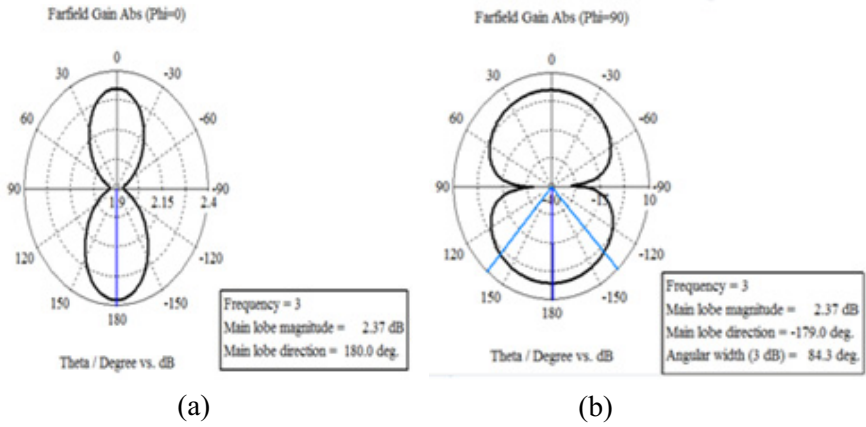 Farfield Gain Abs (Phi=0)
0
30 -30
60 -60
90 1.9 2.15 2.4 -90
120 -120
150 -150
180
Frequency = 3
Main lobe magnitude = 2.37 dB
Main lobe direction = 180.0 deg.
Theta / Degree vs. dB
(a)
Farfield Gain Abs (Phi=90)
0
30 -30
60 -60
90 -40 -15 10 -90
120 -120
150 -150
180
Frequency = 3
Main lobe magnitude = 2.37 dB
Main lobe direction = -179.0 deg.
Angular width (3 dB) = 84.3 deg.
Theta / Degree vs. dB
(b)